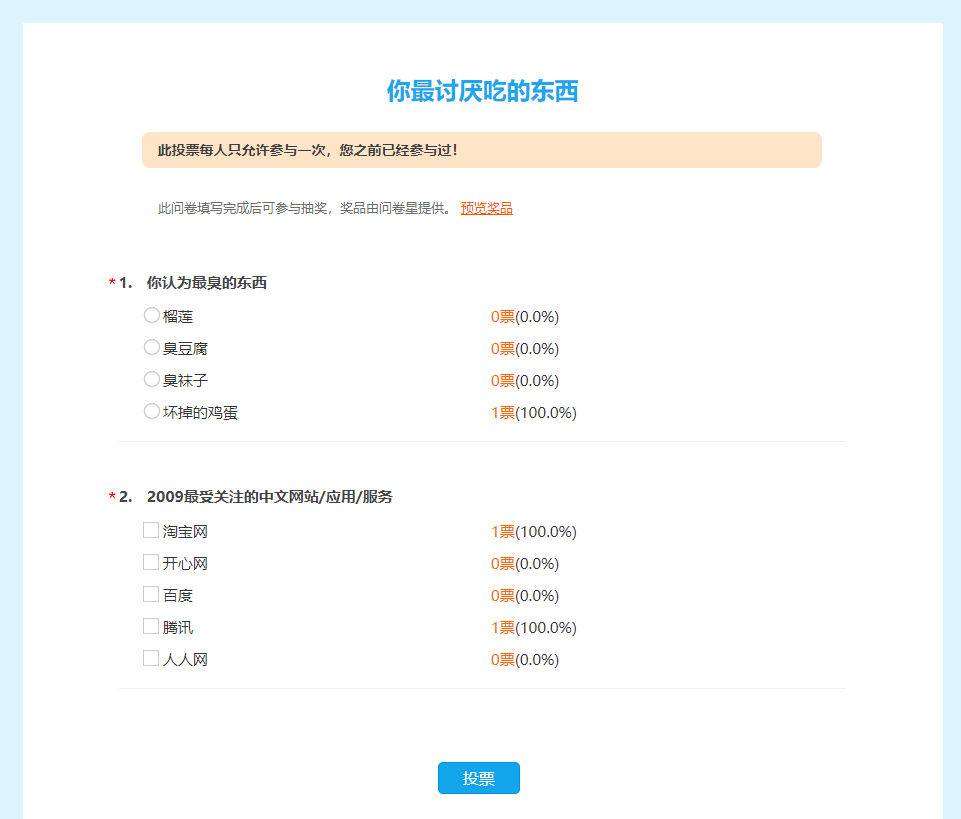 你最讨厌吃的东西
此投票每人只允许参与一次，您之前已经参与过！
此问卷填写完成后可参与抽奖，奖品由问卷星提供。 预览奖品
* 1. 你认为最臭的东西
榴莲 0票(0.0%)
臭豆腐 0票(0.0%)
臭袜子 0票(0.0%)
坏掉的鸡蛋 1票(100.0%)
* 2. 2009最受关注的中文网站/应用/服务
淘宝网 1票(100.0%)
开心网 0票(0.0%)
百度 0票(0.0%)
腾讯 1票(100.0%)
人人网 0票(0.0%)
投票